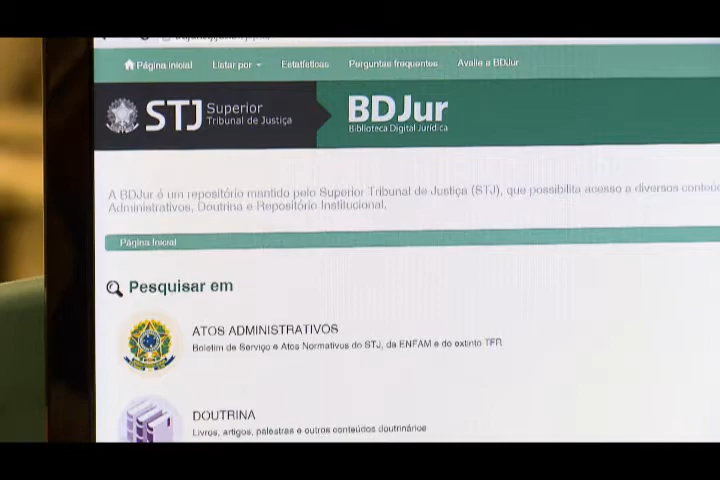 Página inicial Listar por Estatísticas Perguntas frequentes Avalie a BDJur
STJ Superior Tribunal de Justiça
BDJur
Biblioteca Digital Jurídica
A BDJur é um repositório mantido pelo Superior Tribunal de Justiça (STJ), que possibilita acesso a diversos
Administrativos, Doutrina e Repositório Institucional.
Página Inicial
Pesquisar em
ATOS ADMINISTRATIVOS
Boletim de Serviço e Atos Normativos do STJ, da ENFAM e do extinto TFR
DOUTRINA
Livros, artigos, palestras e outros conteúdos doutrinários